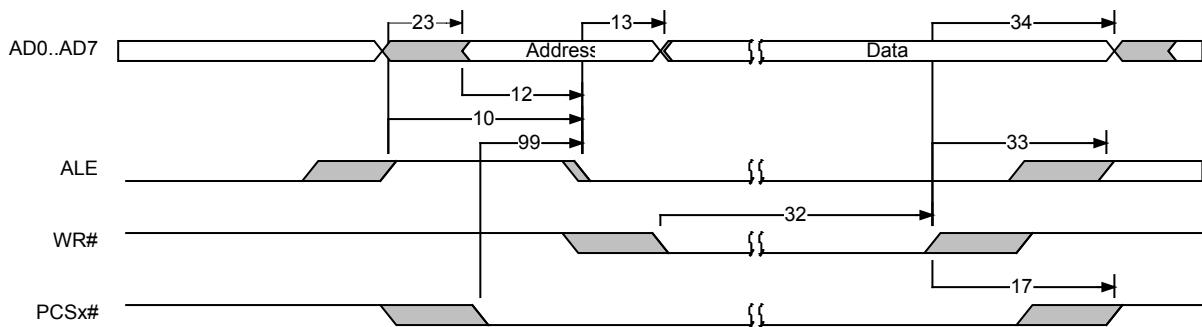 23
13
34
AD0..AD7
Address
Data
12
10
99
33
ALE
32
WR#
17
PCSx#